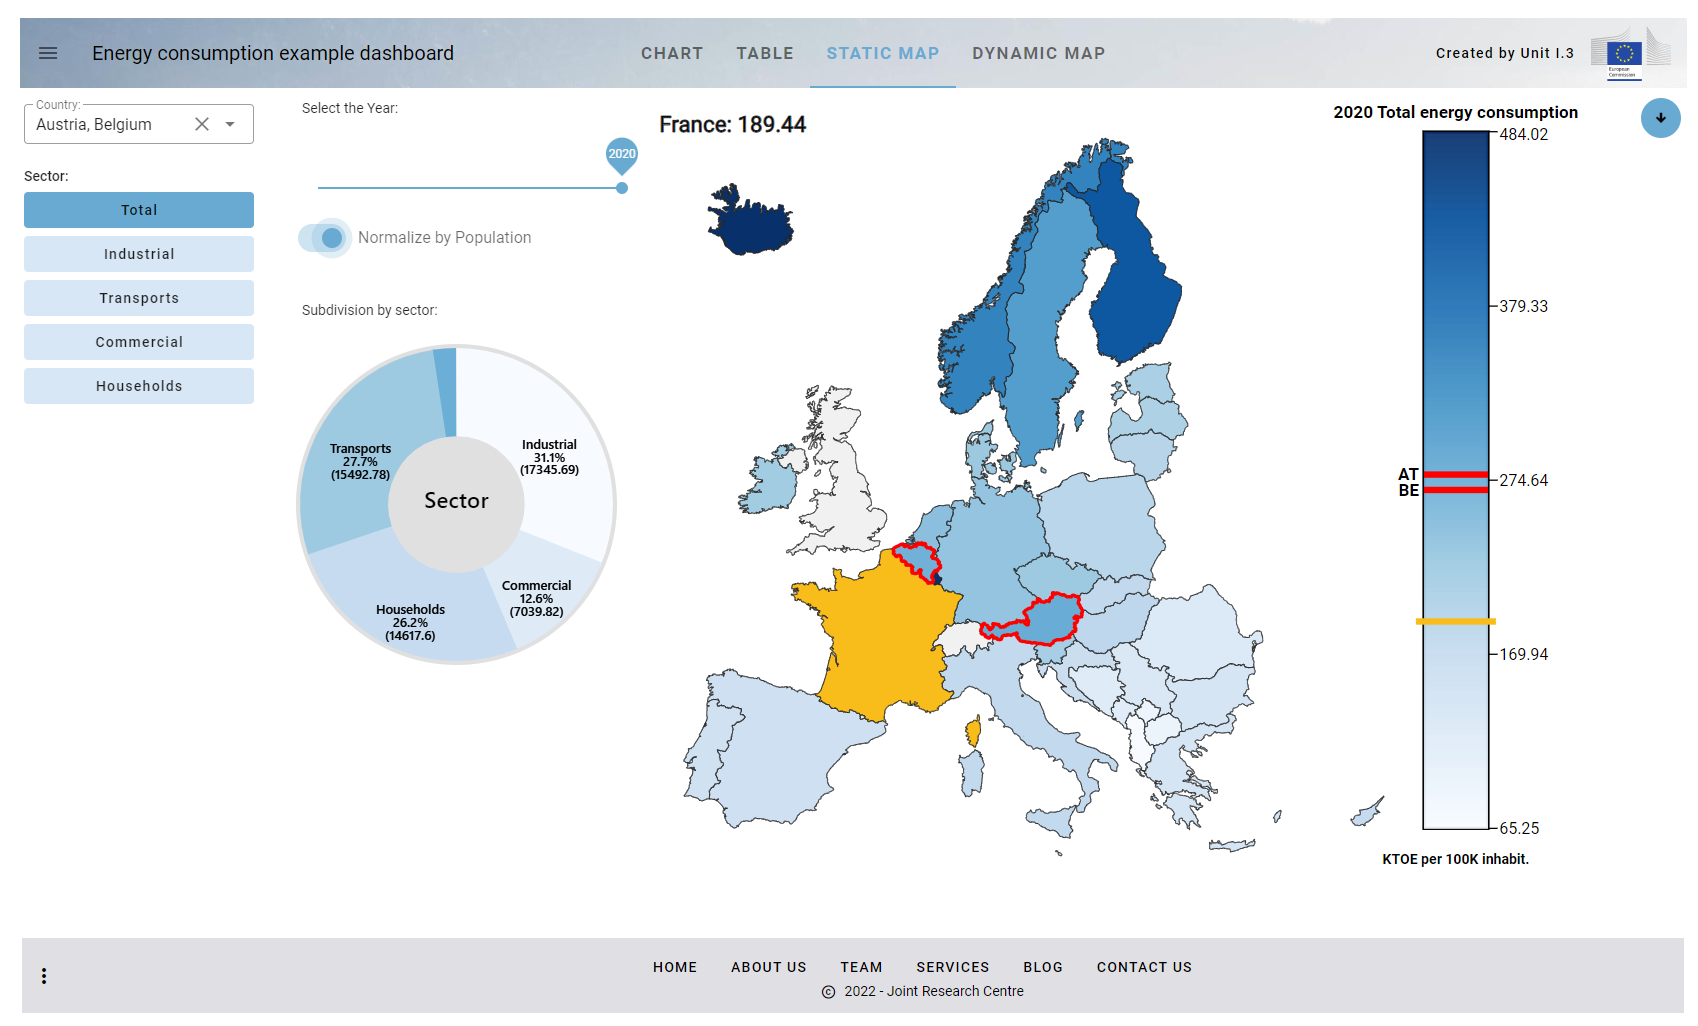 Energy consumption example dashboard
CHART
TABLE
STATIC MAP
DYNAMIC MAP
Created by Unit I.3
European
Commission
Country:
Austria, Belgium
Sector:
Total
Industrial
Transports
Commercial
Households
Select the Year:
2020
Normalize by Population
Subdivision by sector:
Transports
27.7%
(15492.78)
Industrial
31.1%
(17345.69)
Sector
Commercial
12.6%
(7039.82)
Households
26.2%
(14617.6)
France: 189.44
2020 Total energy consumption
484.02
379.33
AT
BE
274.64
169.94
65.25
KTOE per 100K inhabit.
HOME
ABOUT US
TEAM
SERVICES
BLOG
CONTACT US
© 2022 - Joint Research Centre